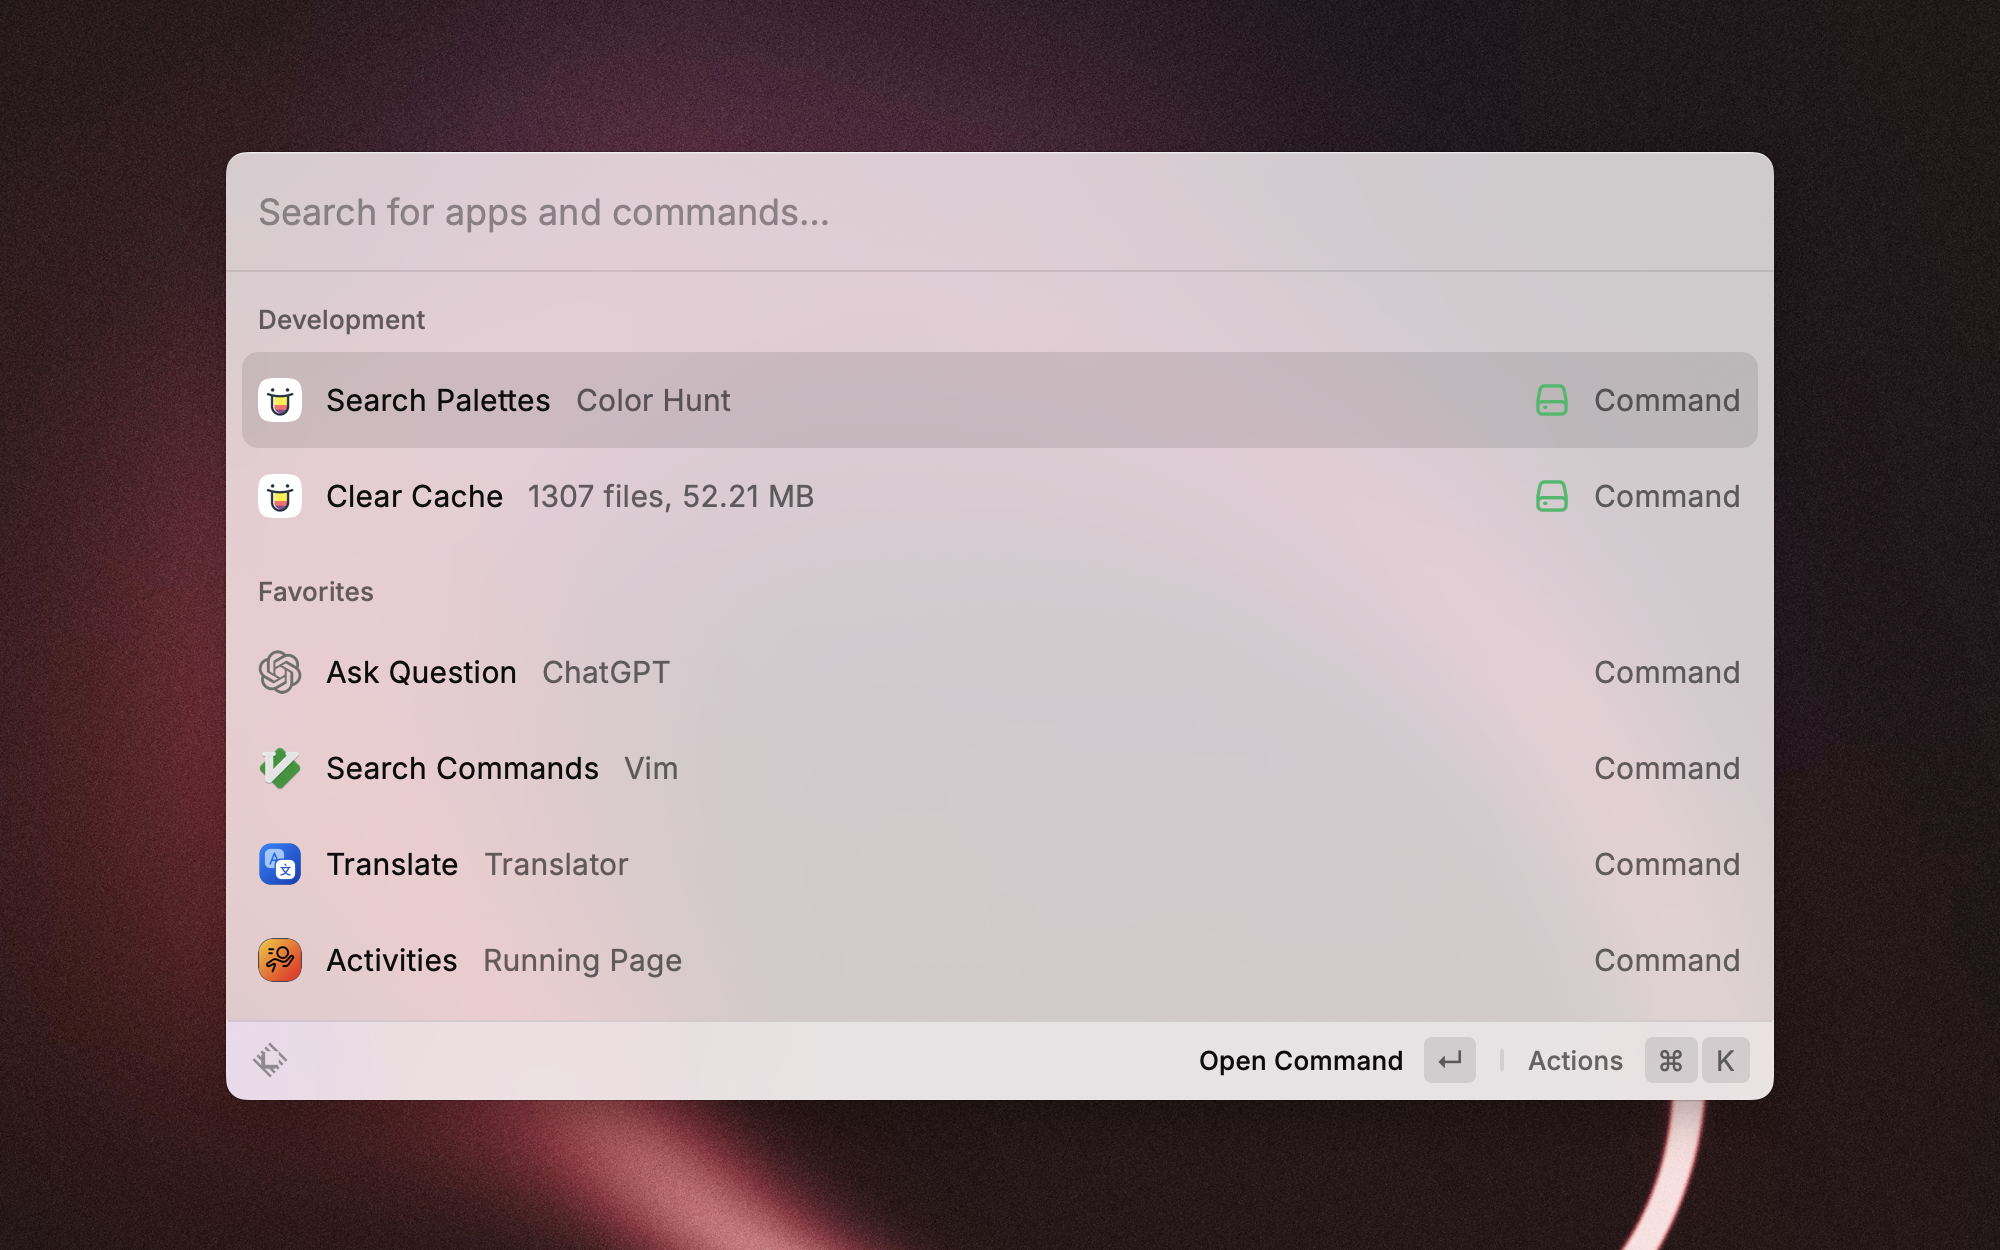 Search for apps and commands...
Development
Search Palettes Color Hunt Command
Clear Cache 1307 files, 52.21 MB Command
Favorites
Ask Question ChatGPT Command
Search Commands Vim Command
A 文 Translate Translator Command
Activities Running Page Command
Open Command ↵ Actions ⌘ K